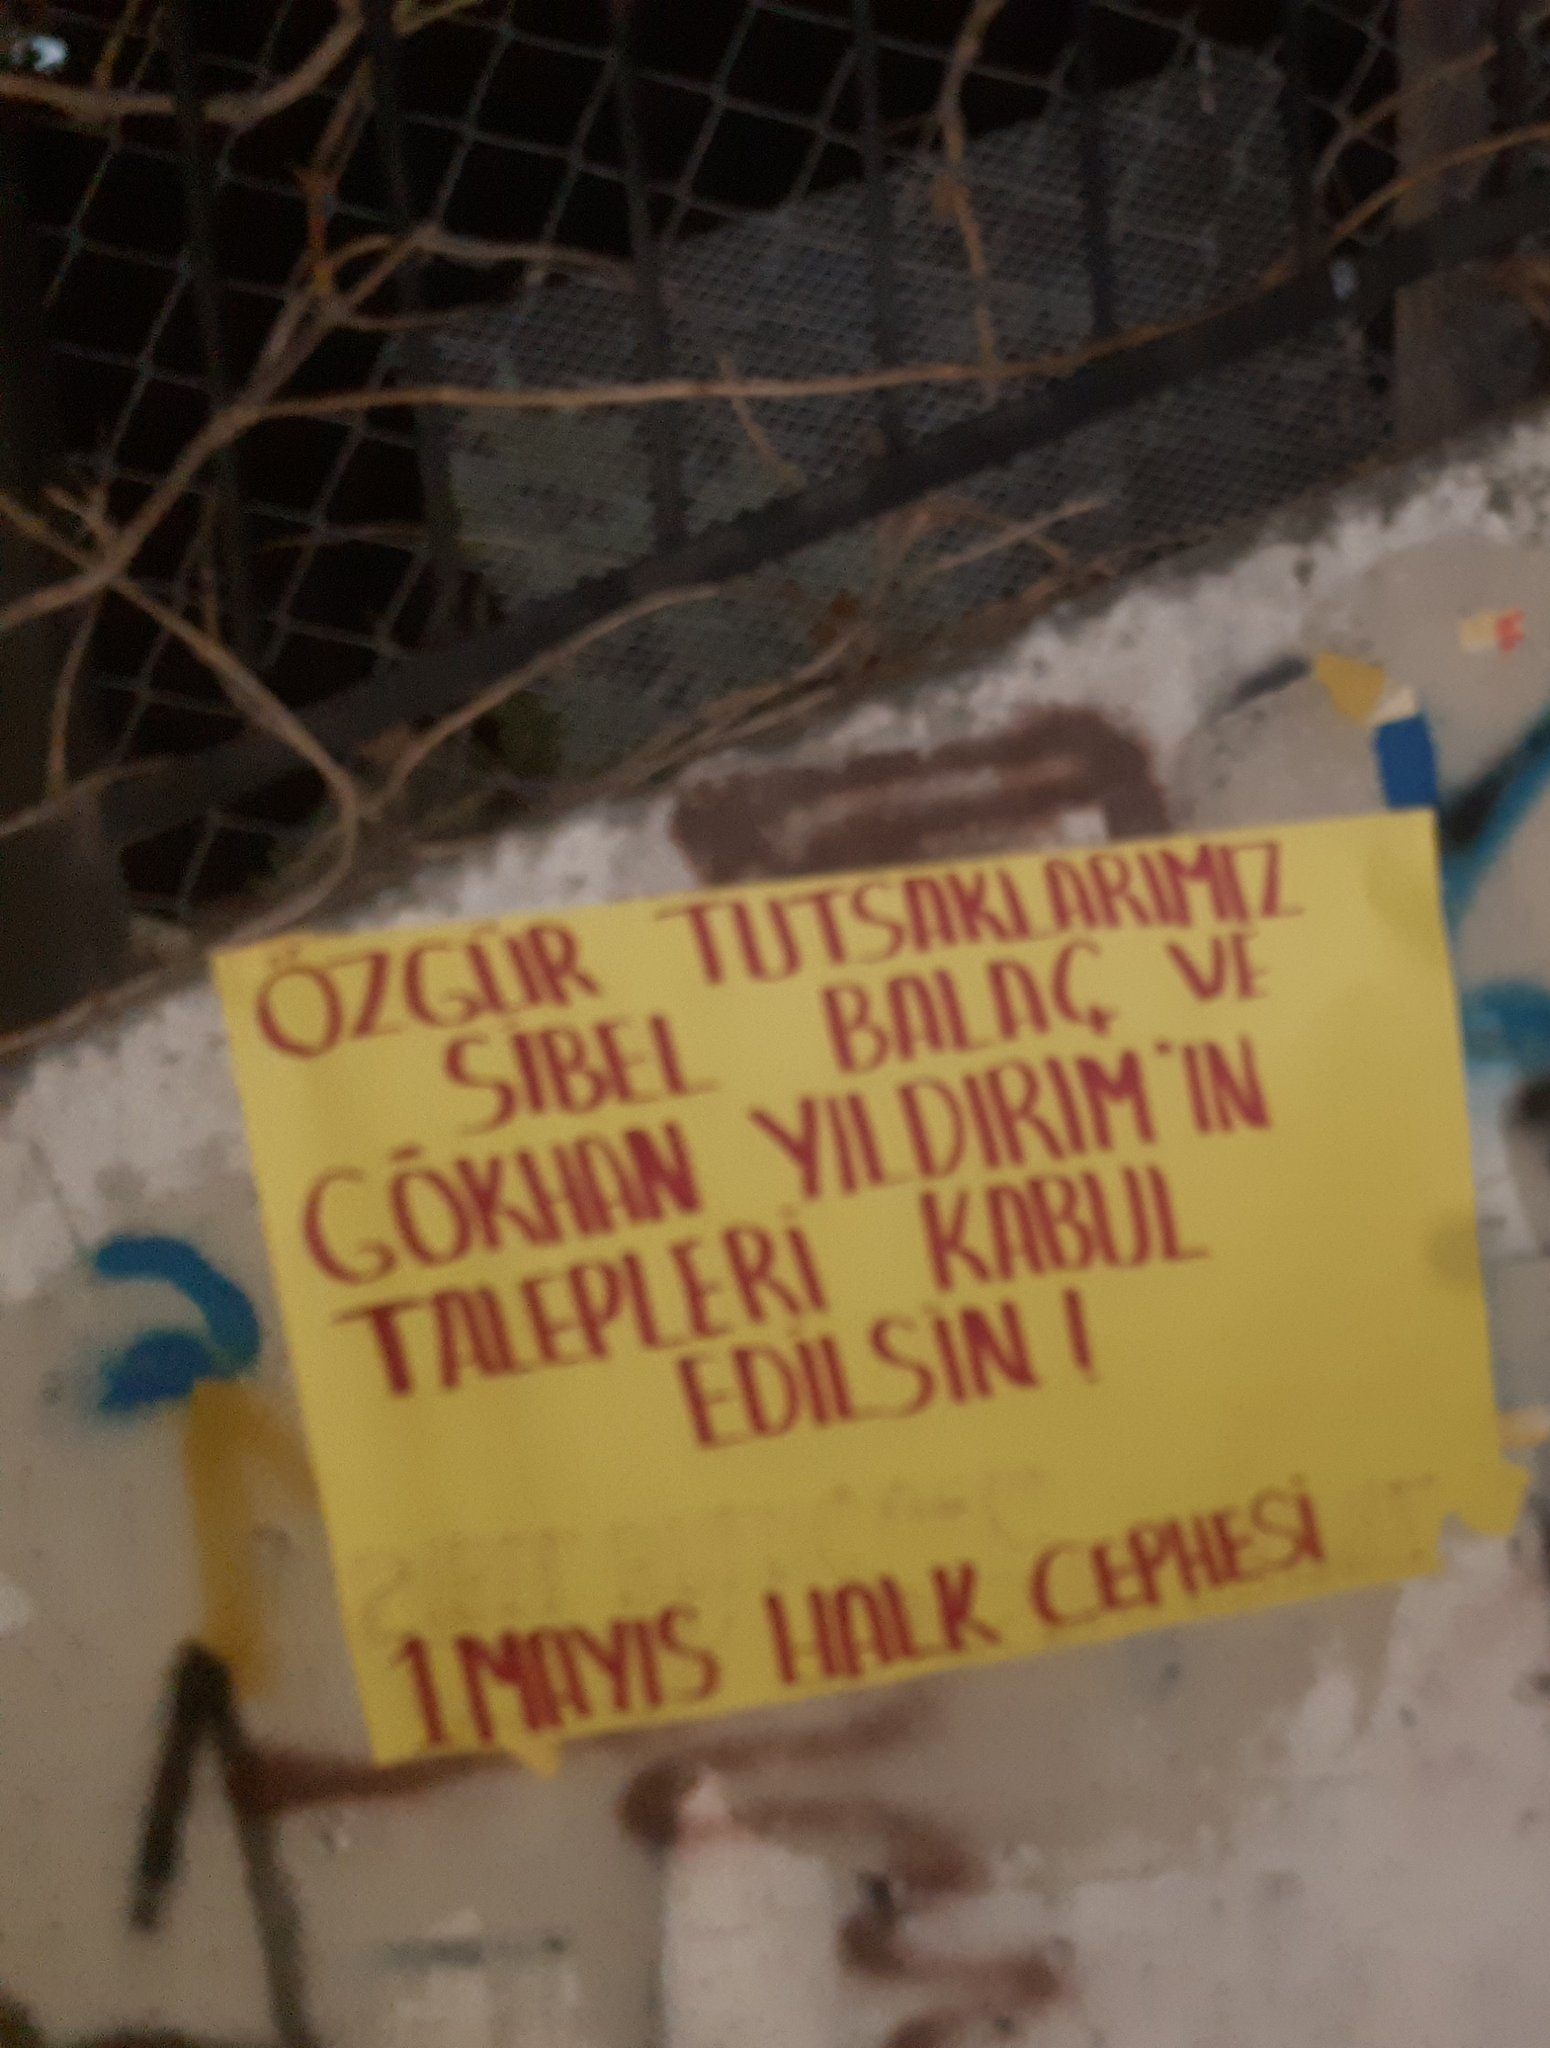 ÖZGÜR TUTSAKLARIMIZ
SİBEL BALAÇ VE
GÖKHAN YILDIRIM'IN
TALEPLERİ KABUL
EDİLSİN!
1 MAYIS HALK CEPHESİ